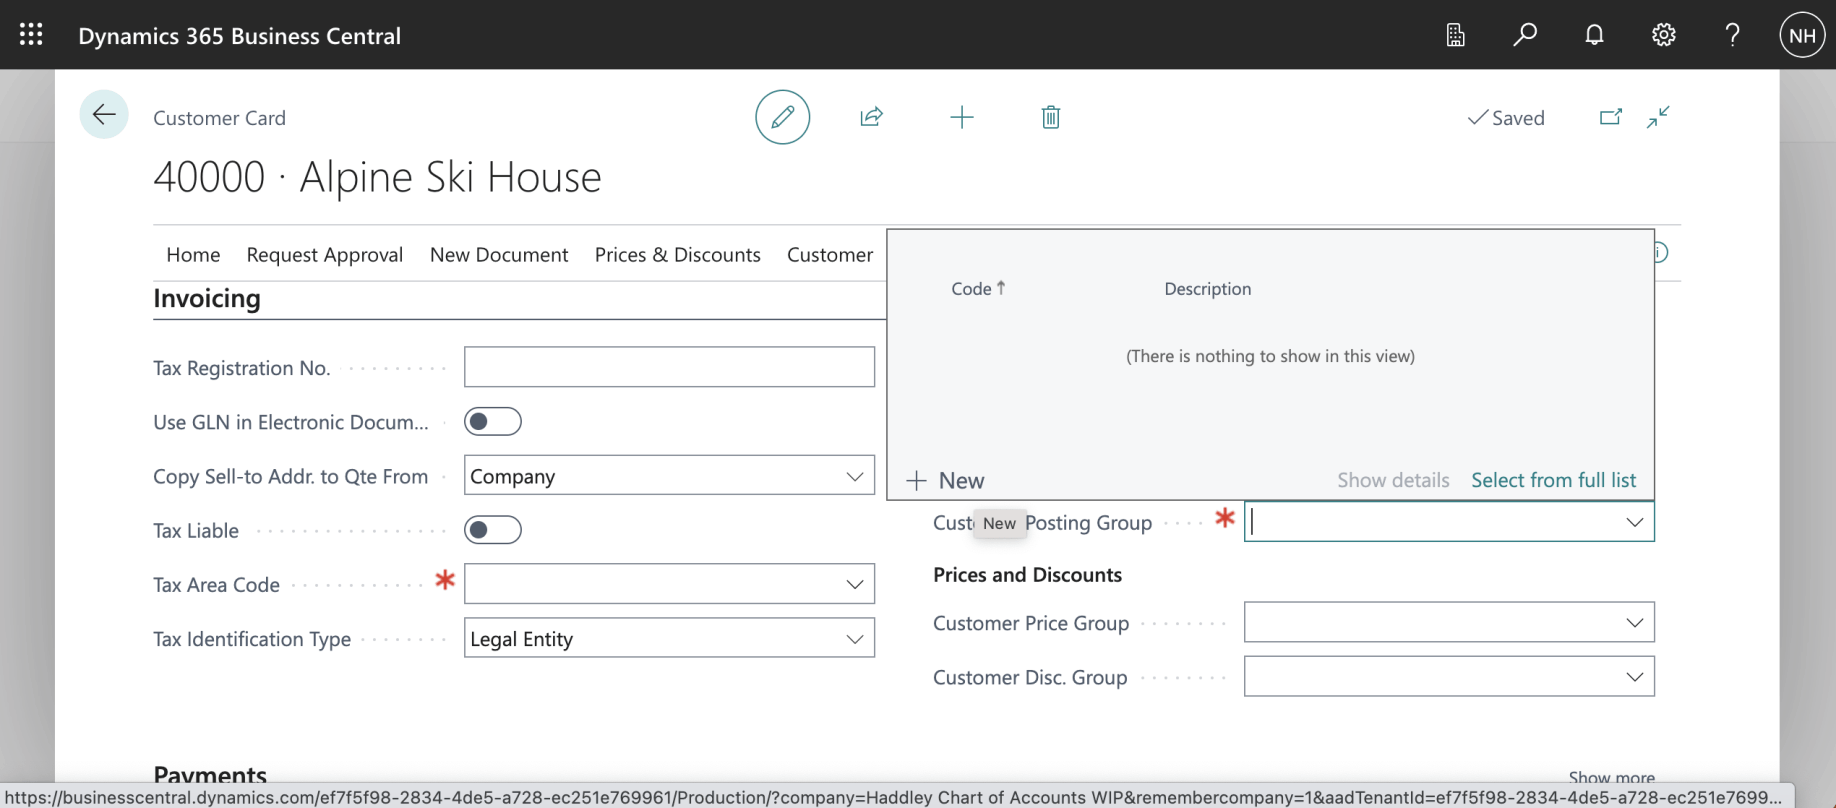 Dynamics 365 Business Central
?
NH
Customer Card
Saved
40000 · Alpine Ski House
Home Request Approval New Document Prices & Discounts Customer
Invoicing
Tax Registration No.
Use GLN in Electronic Docum...
Copy Sell-to Addr. to Qte From Company
Tax Liable
Tax Area Code *
Tax Identification Type Legal Entity
Code ↑ Description
(There is nothing to show in this view)
+ New Show details Select from full list
New
Posting Group *
Prices and Discounts
Customer Price Group
Customer Disc. Group
Payments
Show more
https://businesscentral.dynamics.com/ef7f5f98-2834-4de5-a728-ec251e769961/Production/?company=Haddley Chart of Accounts WIP&remembercompany=1&aadTenantId=ef7f5f98-2834-4de5-a728-ec251e7699...